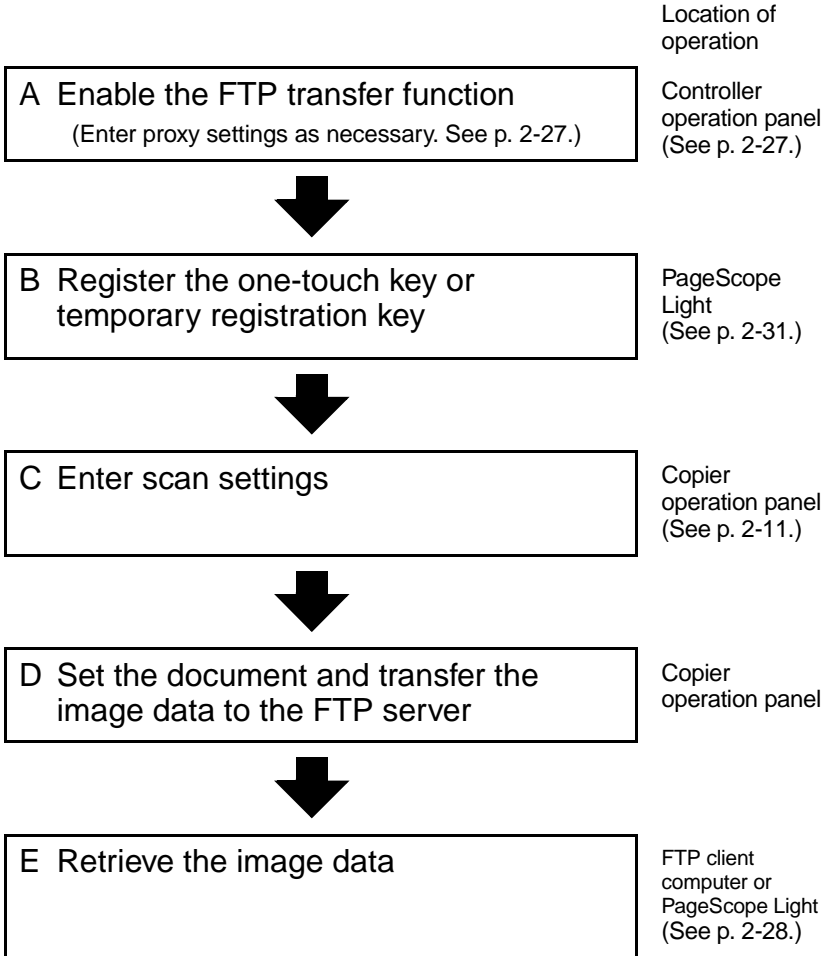 Location of
operation
A Enable the FTP transfer function
(Enter proxy settings as necessary. See p. 2-27.)
Controller
operation panel
(See p. 2-27.)
B Register the one-touch key or
temporary registration key
PageScope
Light
(See p. 2-31.)
C Enter scan settings
Copier
operation panel
(See p. 2-11.)
D Set the document and transfer the
image data to the FTP server
Copier
operation panel
E Retrieve the image data
FTP client
computer or
PageScope Light
(See p. 2-28.)